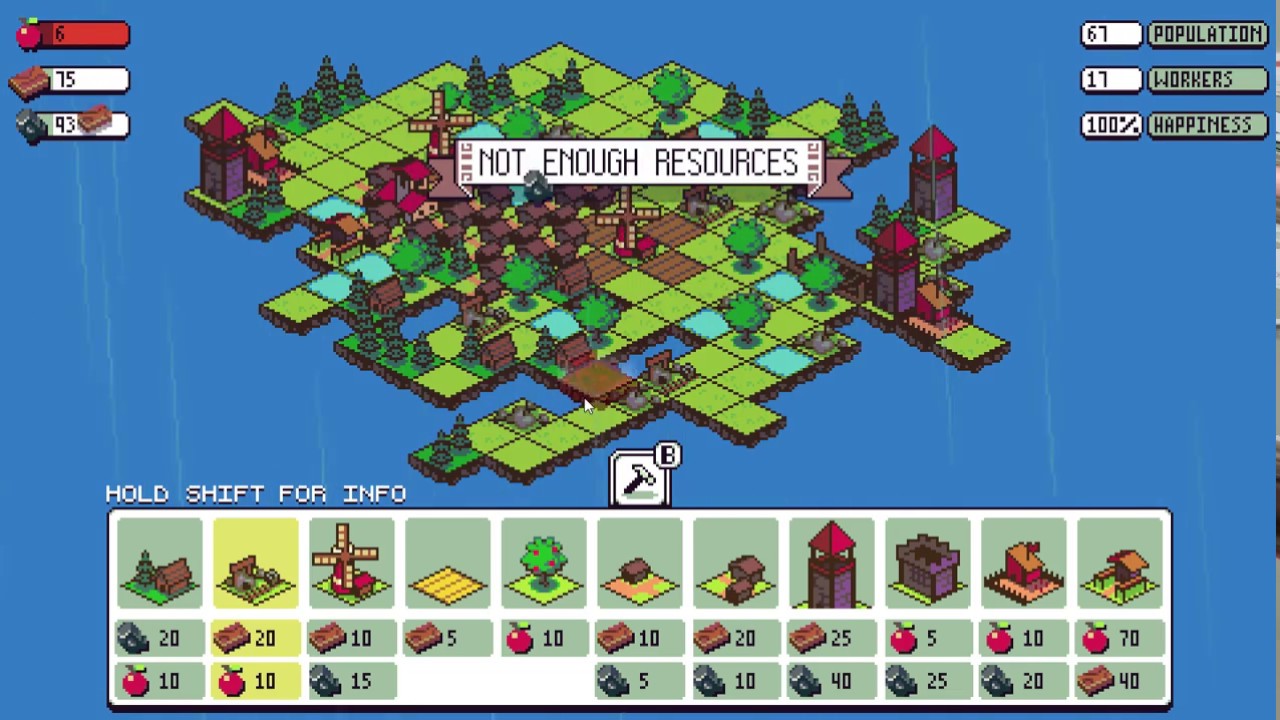 6
67 POPULATION
75
17 WORKERS
93
100% HAPPINESS
NOT ENOUGH RESOURCES
B
HOLD SHIFT FOR INFO
20 20 10 5 10 10 20 25 5 10 70
10 10 15 5 10 40 25 20 40